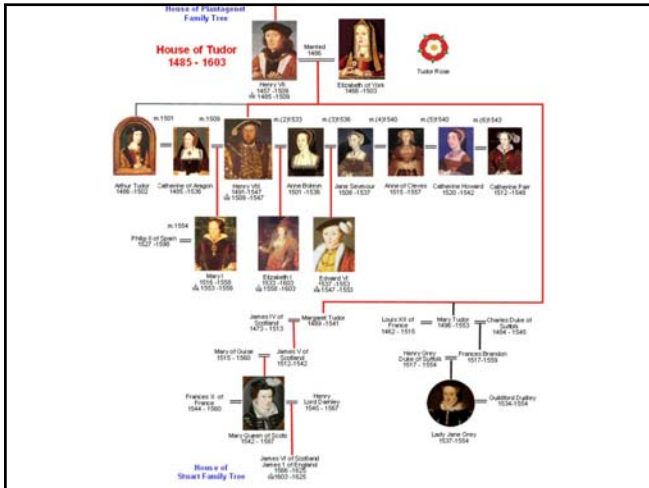 House of Plantagenet
Family Tree
House of Tudor
1485 - 1603
Married
1486
Henry VII
1457 - 1509
1485 - 1509
Elizabeth of York
1466 - 1503
Tudor Rose
m.1501
m.1509
m.(2)1533
m.(3)1536
m.(4)1540
m.(5)1540
m.(6)1543
Arthur Tudor
1486 - 1502
Catherine of Aragon
1485 - 1536
Henry VIII
1491 - 1547
1509 - 1547
Anne Boleyn
1501 - 1536
Jane Seymour
1508 - 1537
Anne of Cleves
1515 - 1557
Catherine Howard
1520 - 1542
Catherine Parr
1512 - 1548
m.1554
Philip II of Spain
1527 - 1598
Mary I
1516 - 1558
1553 - 1558
Elizabeth I
1533 - 1603
1558 - 1603
Edward VI
1537 - 1553
1547 - 1553
James IV of
Scotland
1473 - 1513
Margaret Tudor
1489 - 1541
Louis XII of
France
1462 - 1515
Mary Tudor
1496 - 1533
Charles Duke of
Suffolk
1484 - 1545
Mary of Guise
1515 - 1560
James V of
Scotland
1512 - 1542
Henry Grey
Duke of Suffolk
1517 - 1554
Frances Brandon
1517 - 1559
Frances II of
France
1544 - 1560
Henry
Lord Darnley
1545 - 1567
Mary Queen of Scots
1542 - 1587
Guildford Dudley
1534 - 1554
Lady Jane Grey
1537 - 1554
James VI of Scotland
James 1 of England
1566 - 1625
1603 - 1625
House of
Stuart Family Tree